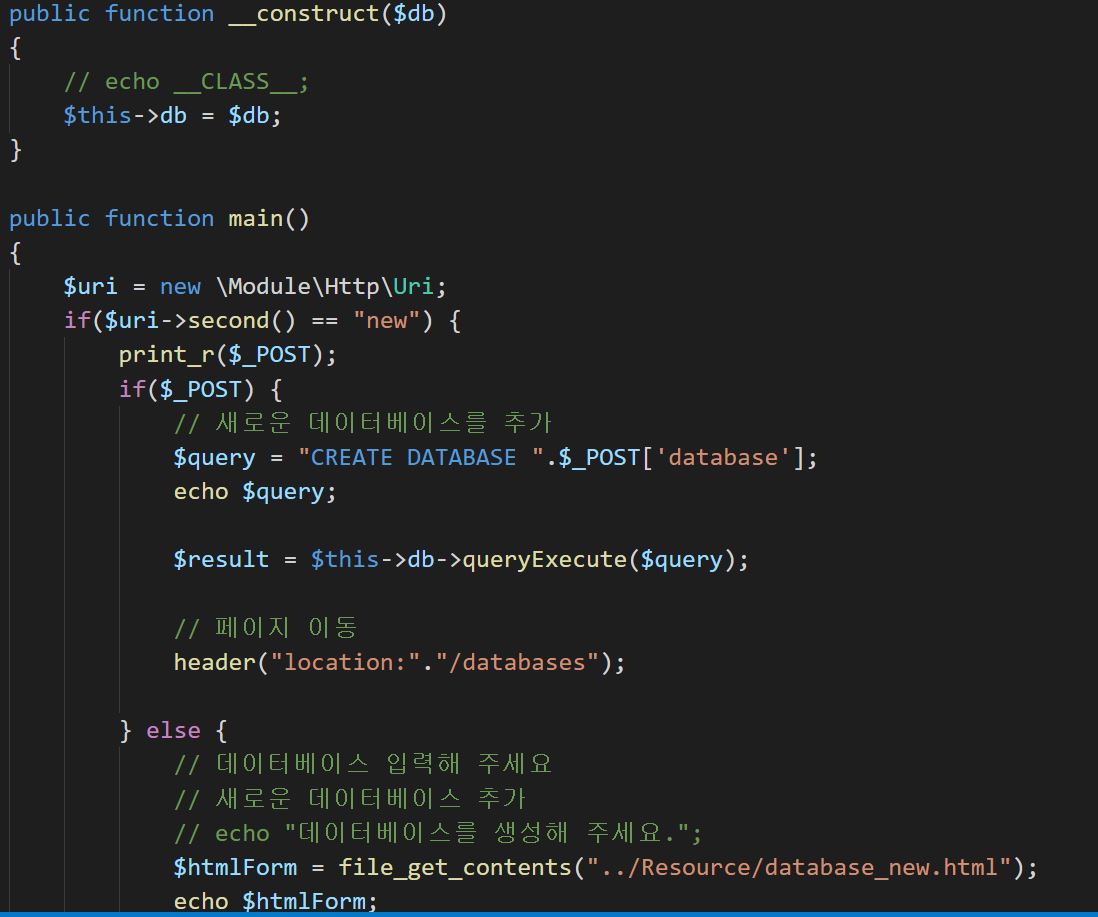 public function __construct($db)
{
    // echo __CLASS__;
    $this->db = $db;
}

public function main()
{
    $uri = new \Module\Http\Uri;
    if($uri->second() == "new") {
        print_r($_POST);
        if($_POST) {
            // 새로운 데이터베이스를 추가
            $query = "CREATE DATABASE ".$_POST['database'];
            echo $query;

            $result = $this->db->queryExecute($query);

            // 페이지 이동
            header("location:"."/databases");

        } else {
            // 데이터베이스 입력해 주세요
            // 새로운 데이터베이스 추가
            // echo "데이터베이스를 생성해 주세요.";
            $htmlForm = file_get_contents("../Resource/database_new.html");
            echo $htmlForm;